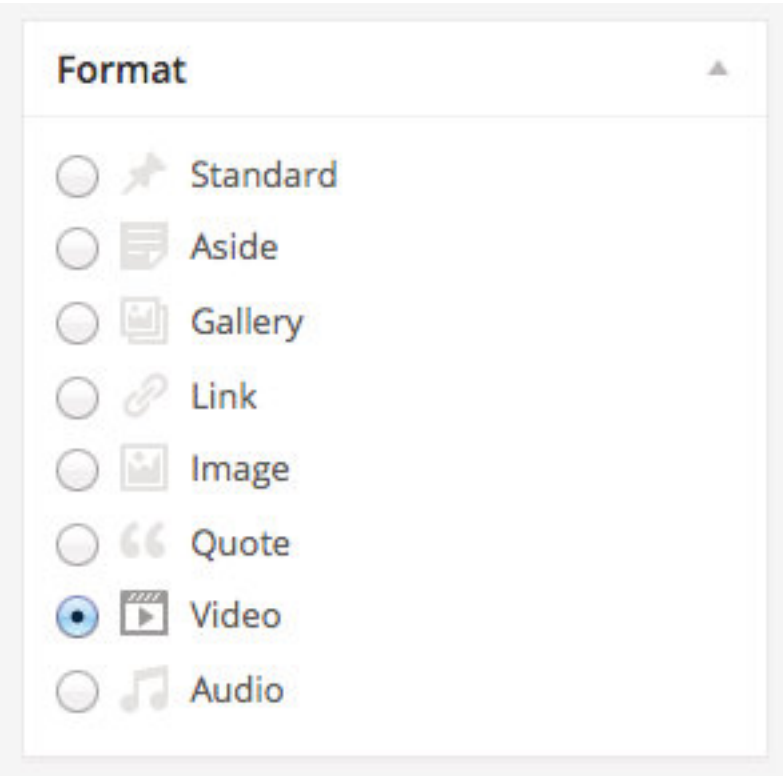 Format
Standard
Aside
Gallery
Link
Image
Quote
Video
Audio